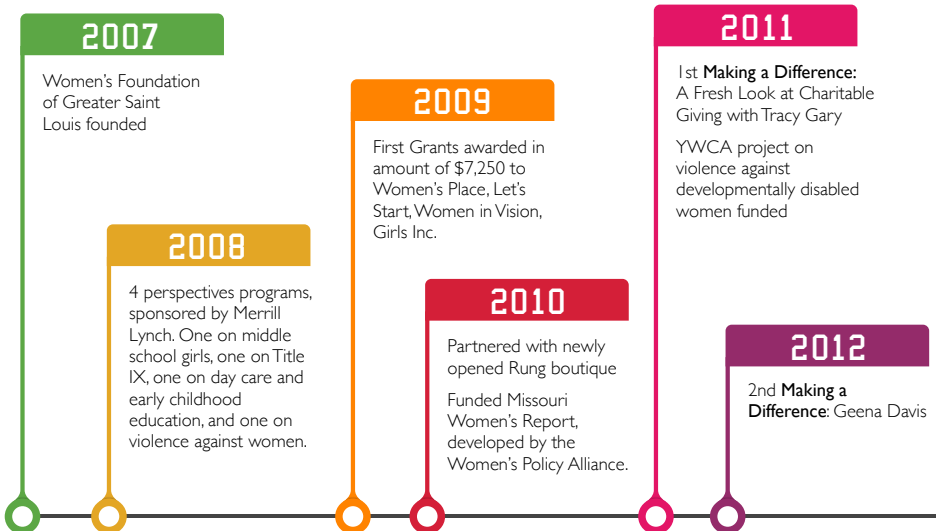 2007
Women's Foundation
of Greater Saint
Louis founded
2008
4 perspectives programs,
sponsored by Merrill
Lynch. One on middle
school girls, one on Title
IX, one on day care and
early childhood
education, and one on
violence against women.
2009
First Grants awarded in
amount of $7,250 to
Women's Place, Let's
Start, Women in Vision,
Girls Inc.
2010
Partnered with newly
opened Rung boutique
Funded Missouri
Women's Report,
developed by the
Women's Policy Alliance.
2011
1st Making a Difference:
A Fresh Look at Charitable
Giving with Tracy Gary
YWCA project on
violence against
developmentally disabled
women funded
2012
2nd Making a
Difference: Geena Davis